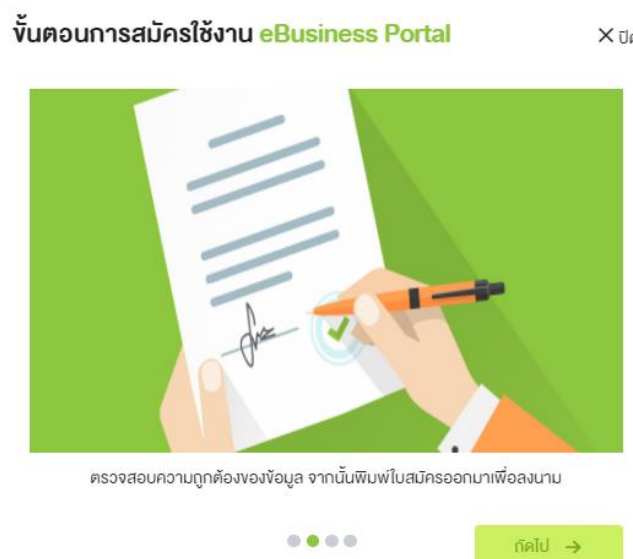 ขั้นตอนการสมัครใช้งาน eBusiness Portal
ปิด
ตรวจสอบความถูกต้องของข้อมูล จากนั้นพิมพ์ใบสมัครออกมาเพื่อลงนาม
ถัดไป →